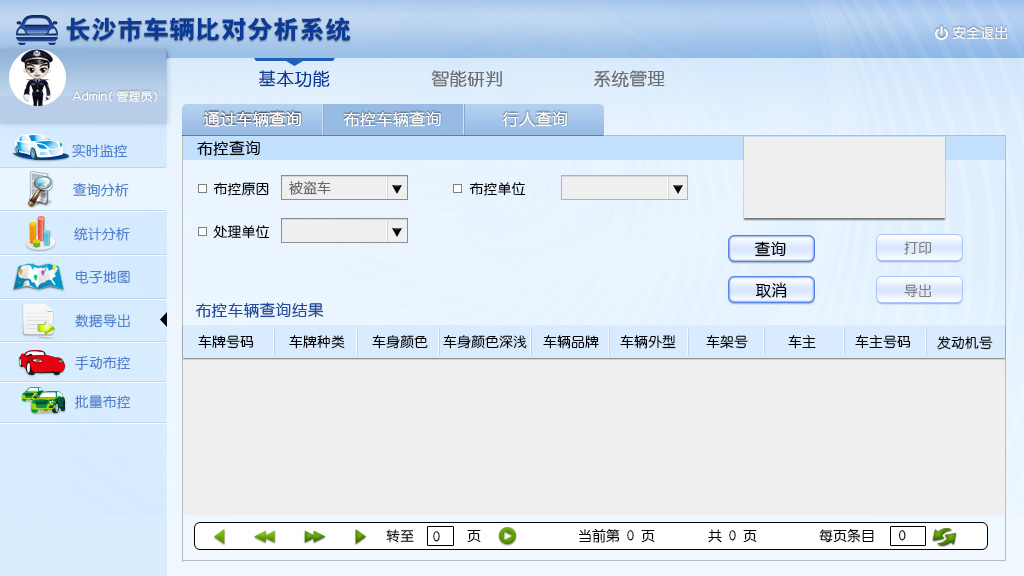 长沙市车辆比对分析系统
安全退出
Admin( 管理员)
基本功能 智能研判 系统管理
通过车辆查询 布控车辆查询 行人查询
实时监控
查询分析
统计分析
电子地图
数据导出
手动布控
批量布控
布控查询
布控原因 被盗车 布控单位
处理单位
查询 打印
取消 导出
布控车辆查询结果
车牌号码 车牌种类 车身颜色 车身颜色深浅 车辆品牌 车辆外型 车架号 车主 车主号码 发动机号
转至 0 页 当前第 0 页 共 0 页 每页条目 0